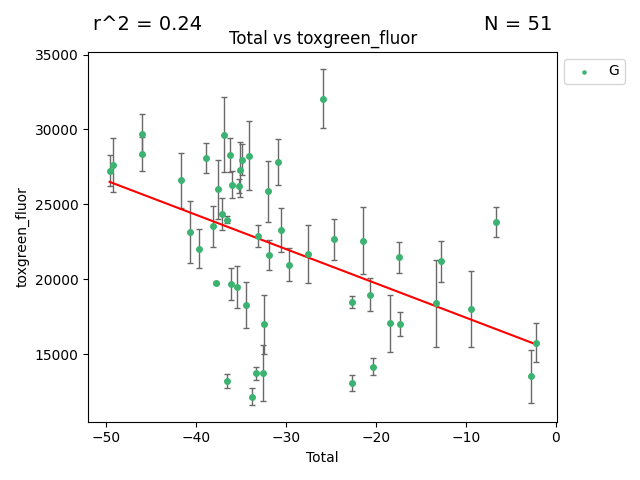 r^2 = 0.24
N = 51
Total vs toxgreen_fluor
35000
30000
25000
20000
15000
toxgreen_fluor
−50
−40
−30
−20
−10
0
Total
G